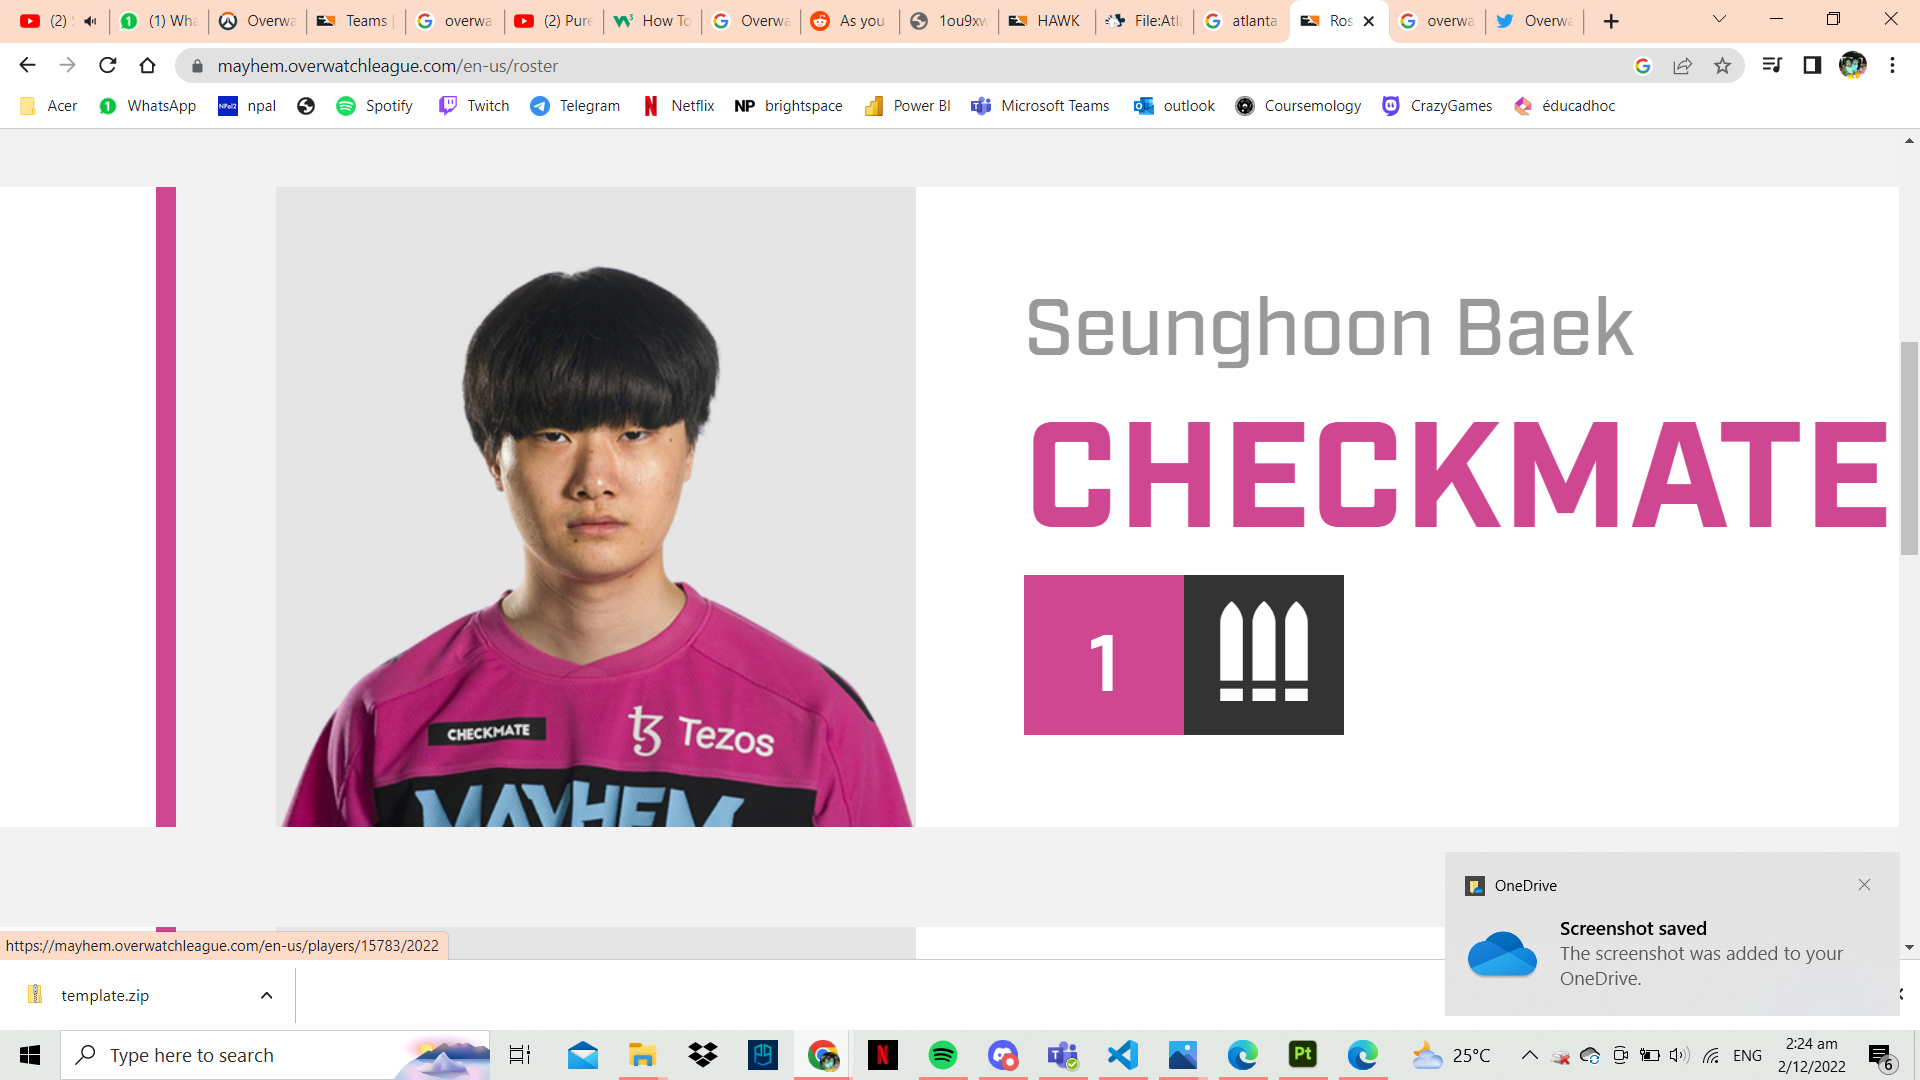 (2)
(1) Wha
Overwa
Teams
overwa
(2) Pure
How To
Overwa
As you
1ou9xw
HAWK
File:Atl
atlanta
Ros
overwa
Overwa
mayhem.overwatchleague.com/en-us/roster
Acer
WhatsApp
NPal2 npal
Spotify
Twitch
Telegram
Netflix
NP brightspace
Power BI
Microsoft Teams
outlook
Coursemology
CrazyGames
éducadhoc
Seunghoon Baek
CHECKMATE
1
CHECKMATE
Tezos
MAYHEM
OneDrive
Screenshot saved
The screenshot was added to your
OneDrive.
https://mayhem.overwatchleague.com/en-us/players/15783/2022
template.zip
Type here to search
Pt
25°C
ENG
2:24 am
2/12/2022
6